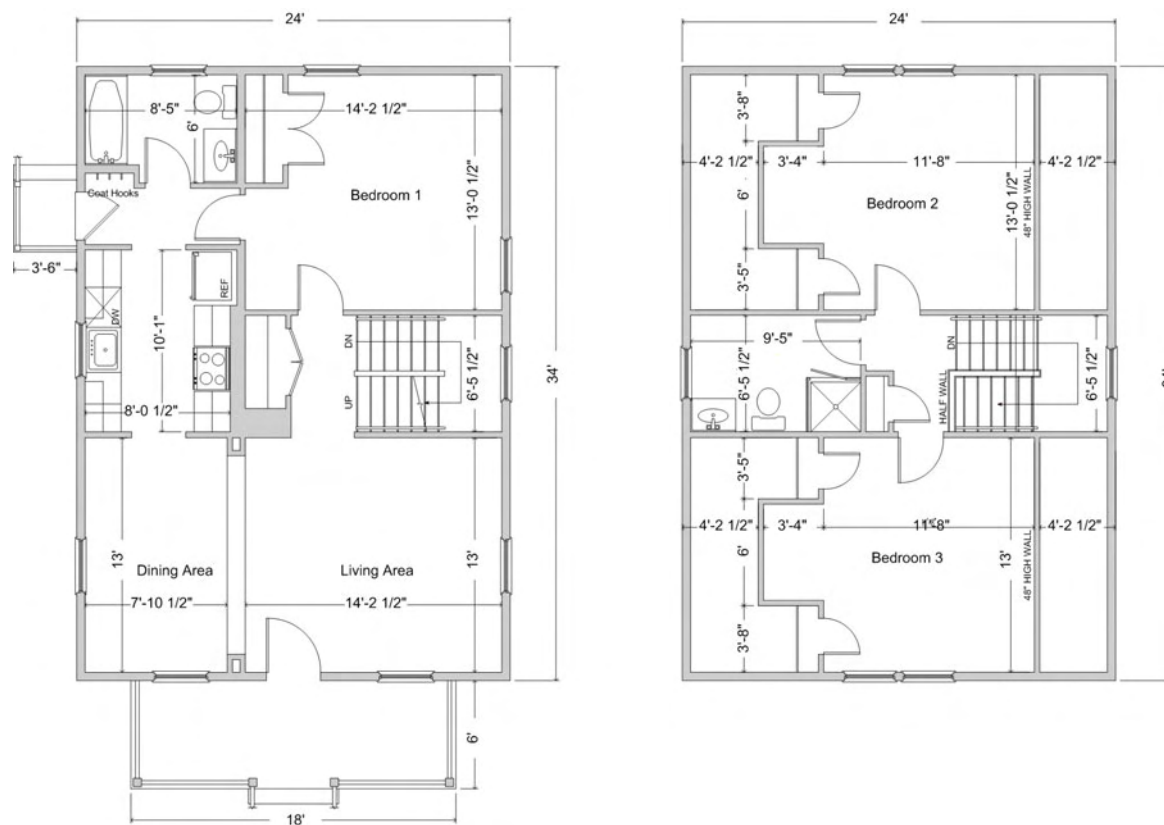 24'
8'-5"
6'
14'-2 1/2"
Coat Hooks
Bedroom 1
13'-0 1/2"
3'-6"
REF
DW
10'-1"
8'-0 1/2"
DN
UP
6'-5 1/2"
34'
13'
Dining Area
7'-10 1/2"
Living Area
13'
14'-2 1/2"
6'
18'
24'
3'-8"
4'-2 1/2"
3'-4"
11'-8"
4'-2 1/2"
6'
Bedroom 2
13'-0 1/2"
48" HIGH WALL
3'-5"
9'-5"
6'-5 1/2"
DN
HALF WALL
6'-5 1/2"
3'-5"
4'-2 1/2"
3'-4"
11'-8"
4'-2 1/2"
6'
Bedroom 3
13'
48" HIGH WALL
3'-8"